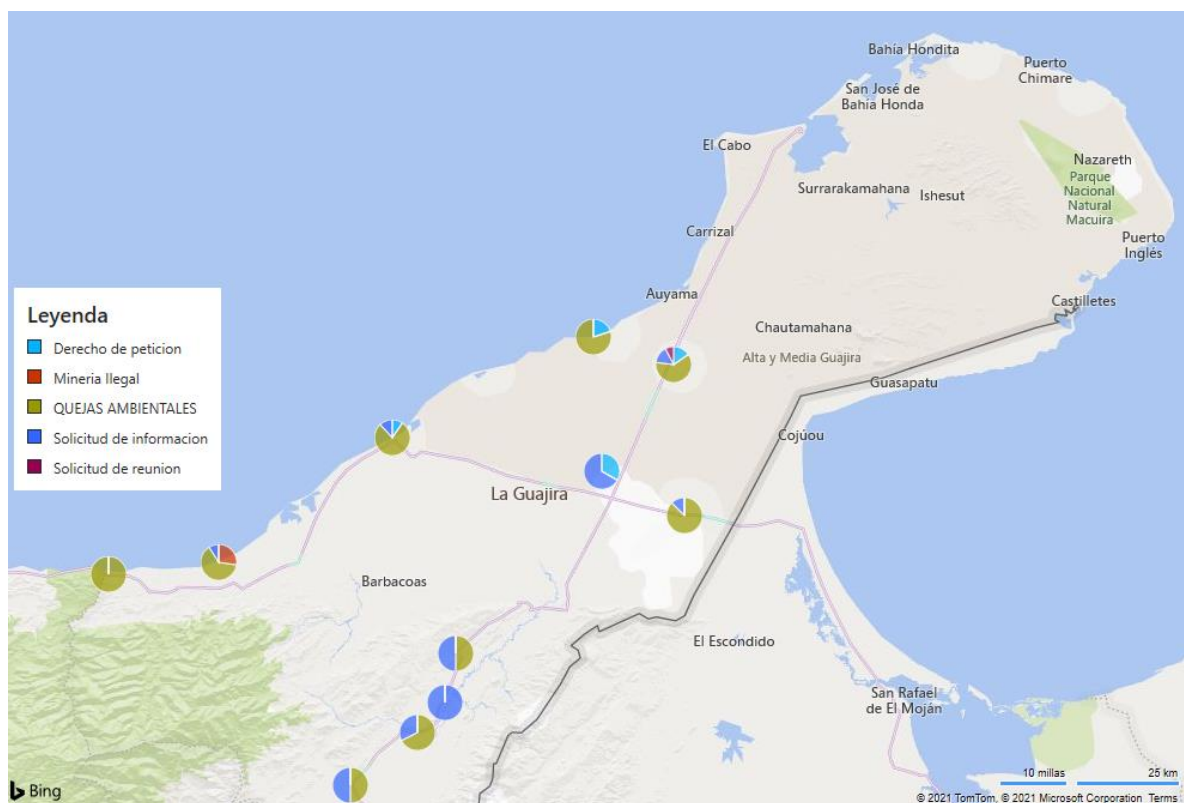 Bahía Hondita
Puerto
Chimare
San José de
Bahia Honda
El Cabo
Nazareth
Parque
Nacional
Natural
Macuira
Surrarakamahana
Ishesut
Carrizal
Puerto
Inglés
Auyama
Castilletes
Leyenda
Derecho de peticion
Mineria Ilegal
QUEJAS AMBIENTALES
Solicitud de informacion
Solicitud de reunion
Chautamahana
Alta y Media Guajira
Guasapatu
Cojúou
La Guajira
Barbacoas
El Escondido
San Rafael
de El Moján
10 millas
25 km
Bing
© 2021 TomTom, © 2021 Microsoft Corporation Terms